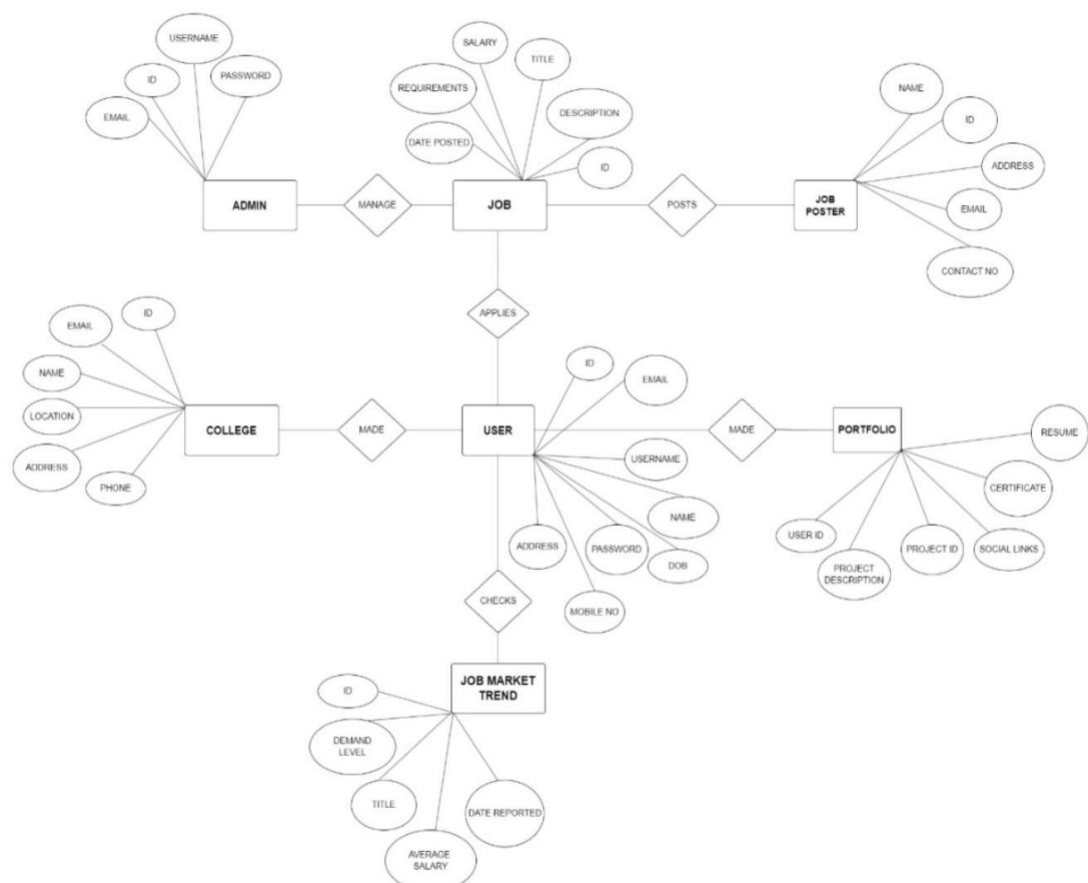 USERNAME
ID
PASSWORD
EMAIL
ADMIN
MANAGE
SALARY
TITLE
REQUIREMENTS
DESCRIPTION
DATE POSTED
ID
JOB
POSTS
NAME
ID
ADDRESS
EMAIL
CONTACT NO
JOB
POSTER
APPLIES
ID
EMAIL
NAME
LOCATION
ADDRESS
PHONE
COLLEGE
MADE
USER
ID
EMAIL
USERNAME
NAME
ADDRESS
PASSWORD
DOB
MOBILE NO
MADE
PORTFOLIO
RESUME
CERTIFICATE
USER ID
PROJECT ID
SOCIAL LINKS
PROJECT
DESCRIPTION
CHECKS
JOB MARKET
TREND
ID
DEMAND
LEVEL
TITLE
DATE REPORTED
AVERAGE
SALARY